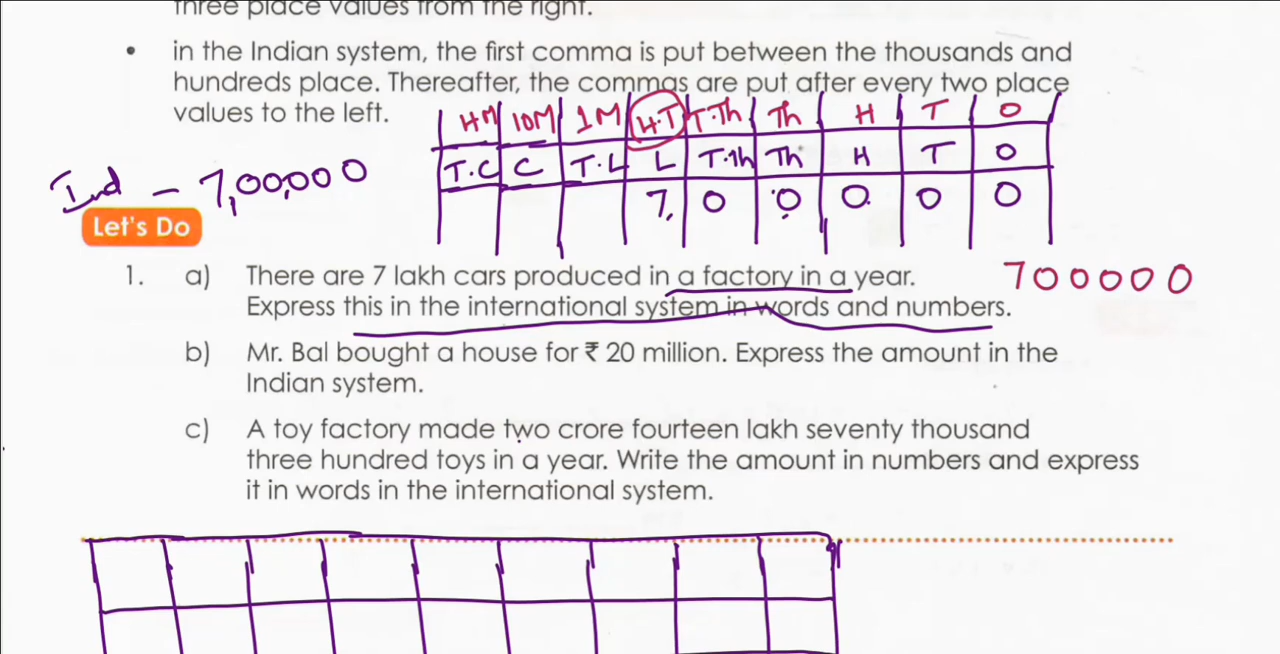 three place values from the right.
• in the Indian system, the first comma is put between the thousands and
hundreds place. Thereafter, the commas are put after every two place
values to the left.
HM 10M 1M H.T T.Th Th H T O
T.C C T.L L T.Th Th H T O
7, 0 0, 0 0 0
Ind - 7,00,000
Let's Do
1. a) There are 7 lakh cars produced in a factory in a year.
700000
Express this in the international system in words and numbers.
b) Mr. Bal bought a house for ₹ 20 million. Express the amount in the
Indian system.
c) A toy factory made two crore fourteen lakh seventy thousand
three hundred toys in a year. Write the amount in numbers and express
it in words in the international system.